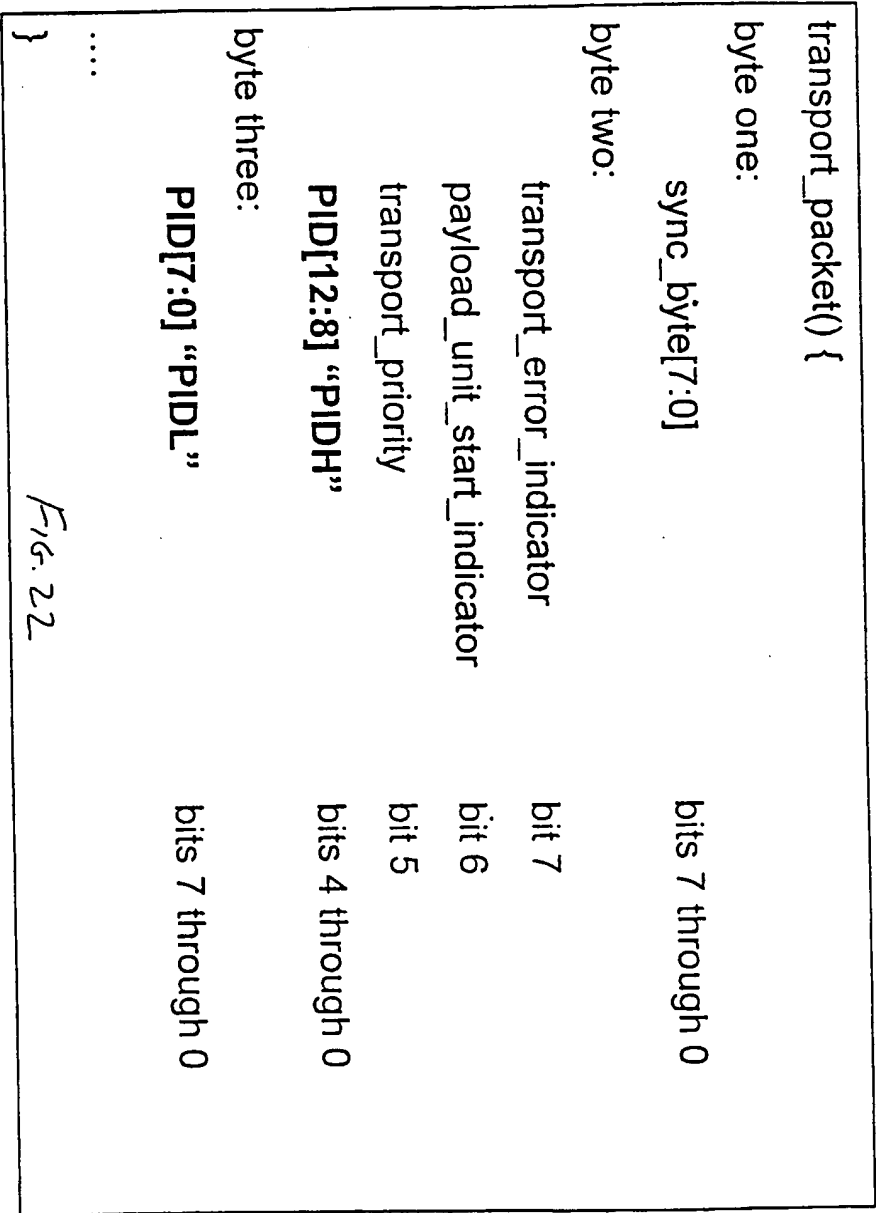 transport_packet() {
byte one:
sync_byte[7:0] bits 7 through 0
byte two:
transport_error_indicator bit 7
payload_unit_start_indicator bit 6
transport_priority bit 5
PID[12:8] “PIDH” bits 4 through 0
byte three:
PID[7:0] “PIDL” bits 7 through 0
....
}
FIG. 22